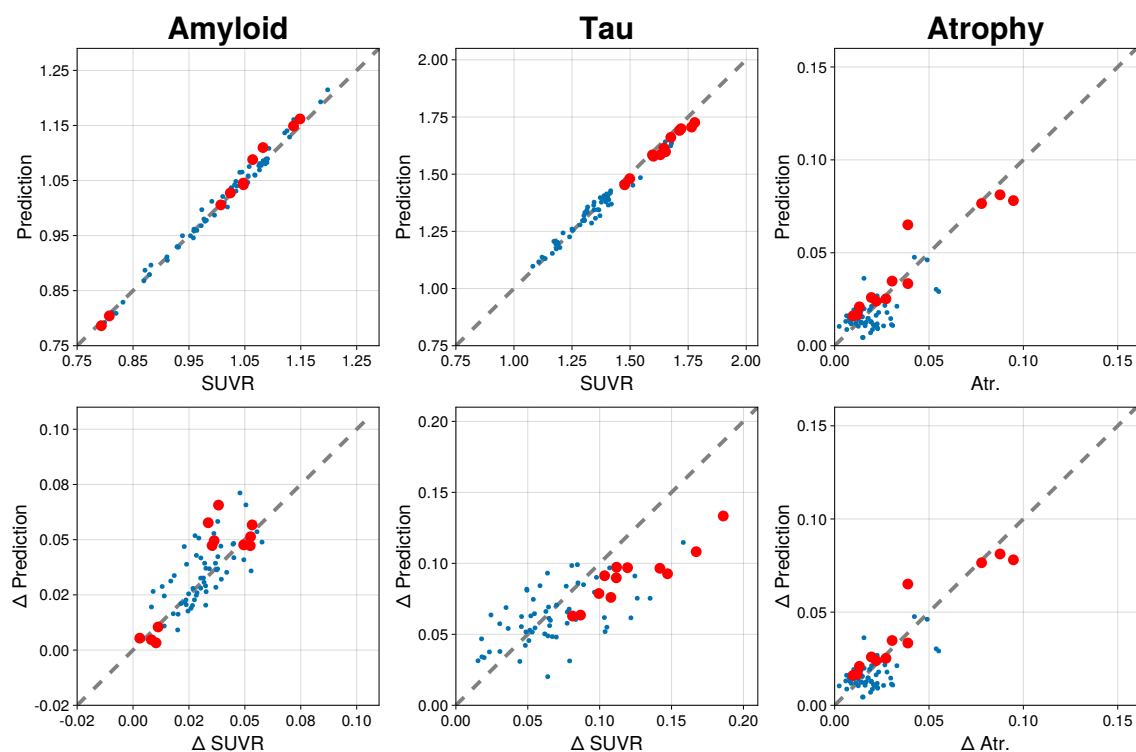 Amyloid Tau Atrophy
1.25 2.00 0.15
1.15 1.75
1.05 1.50 0.10
0.95 1.25 0.05
0.85 1.00
0.75 0.75 0.00
Prediction Prediction Prediction
0.75 0.85 0.95 1.05 1.15 1.25 0.75 1.00 1.25 1.50 1.75 2.00 0.00 0.05 0.10 0.15
SUVR SUVR Atr.
0.10 0.20 0.15
0.08 0.15
0.05 0.10 0.10
0.02 0.05
0.00 0.05
-0.02 0.00 0.00
Δ Prediction Δ Prediction Δ Prediction
-0.02 0.00 0.02 0.05 0.08 0.10 0.00 0.05 0.10 0.15 0.20 0.00 0.05 0.10 0.15
Δ SUVR Δ SUVR Δ Atr.